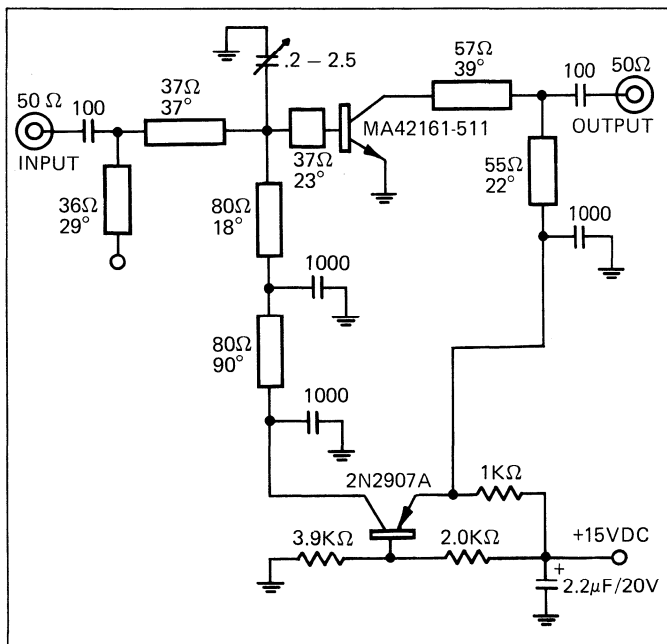 .2 – 2.5
57Ω
39°
100
50Ω
OUTPUT
50 Ω
INPUT
100
37Ω
37°
MA42161-511
37Ω
23°
36Ω
29°
80Ω
18°
55Ω
22°
1000
1000
80Ω
90°
1000
2N2907A
1KΩ
3.9KΩ
2.0KΩ
+15VDC
+
2.2μF/20V